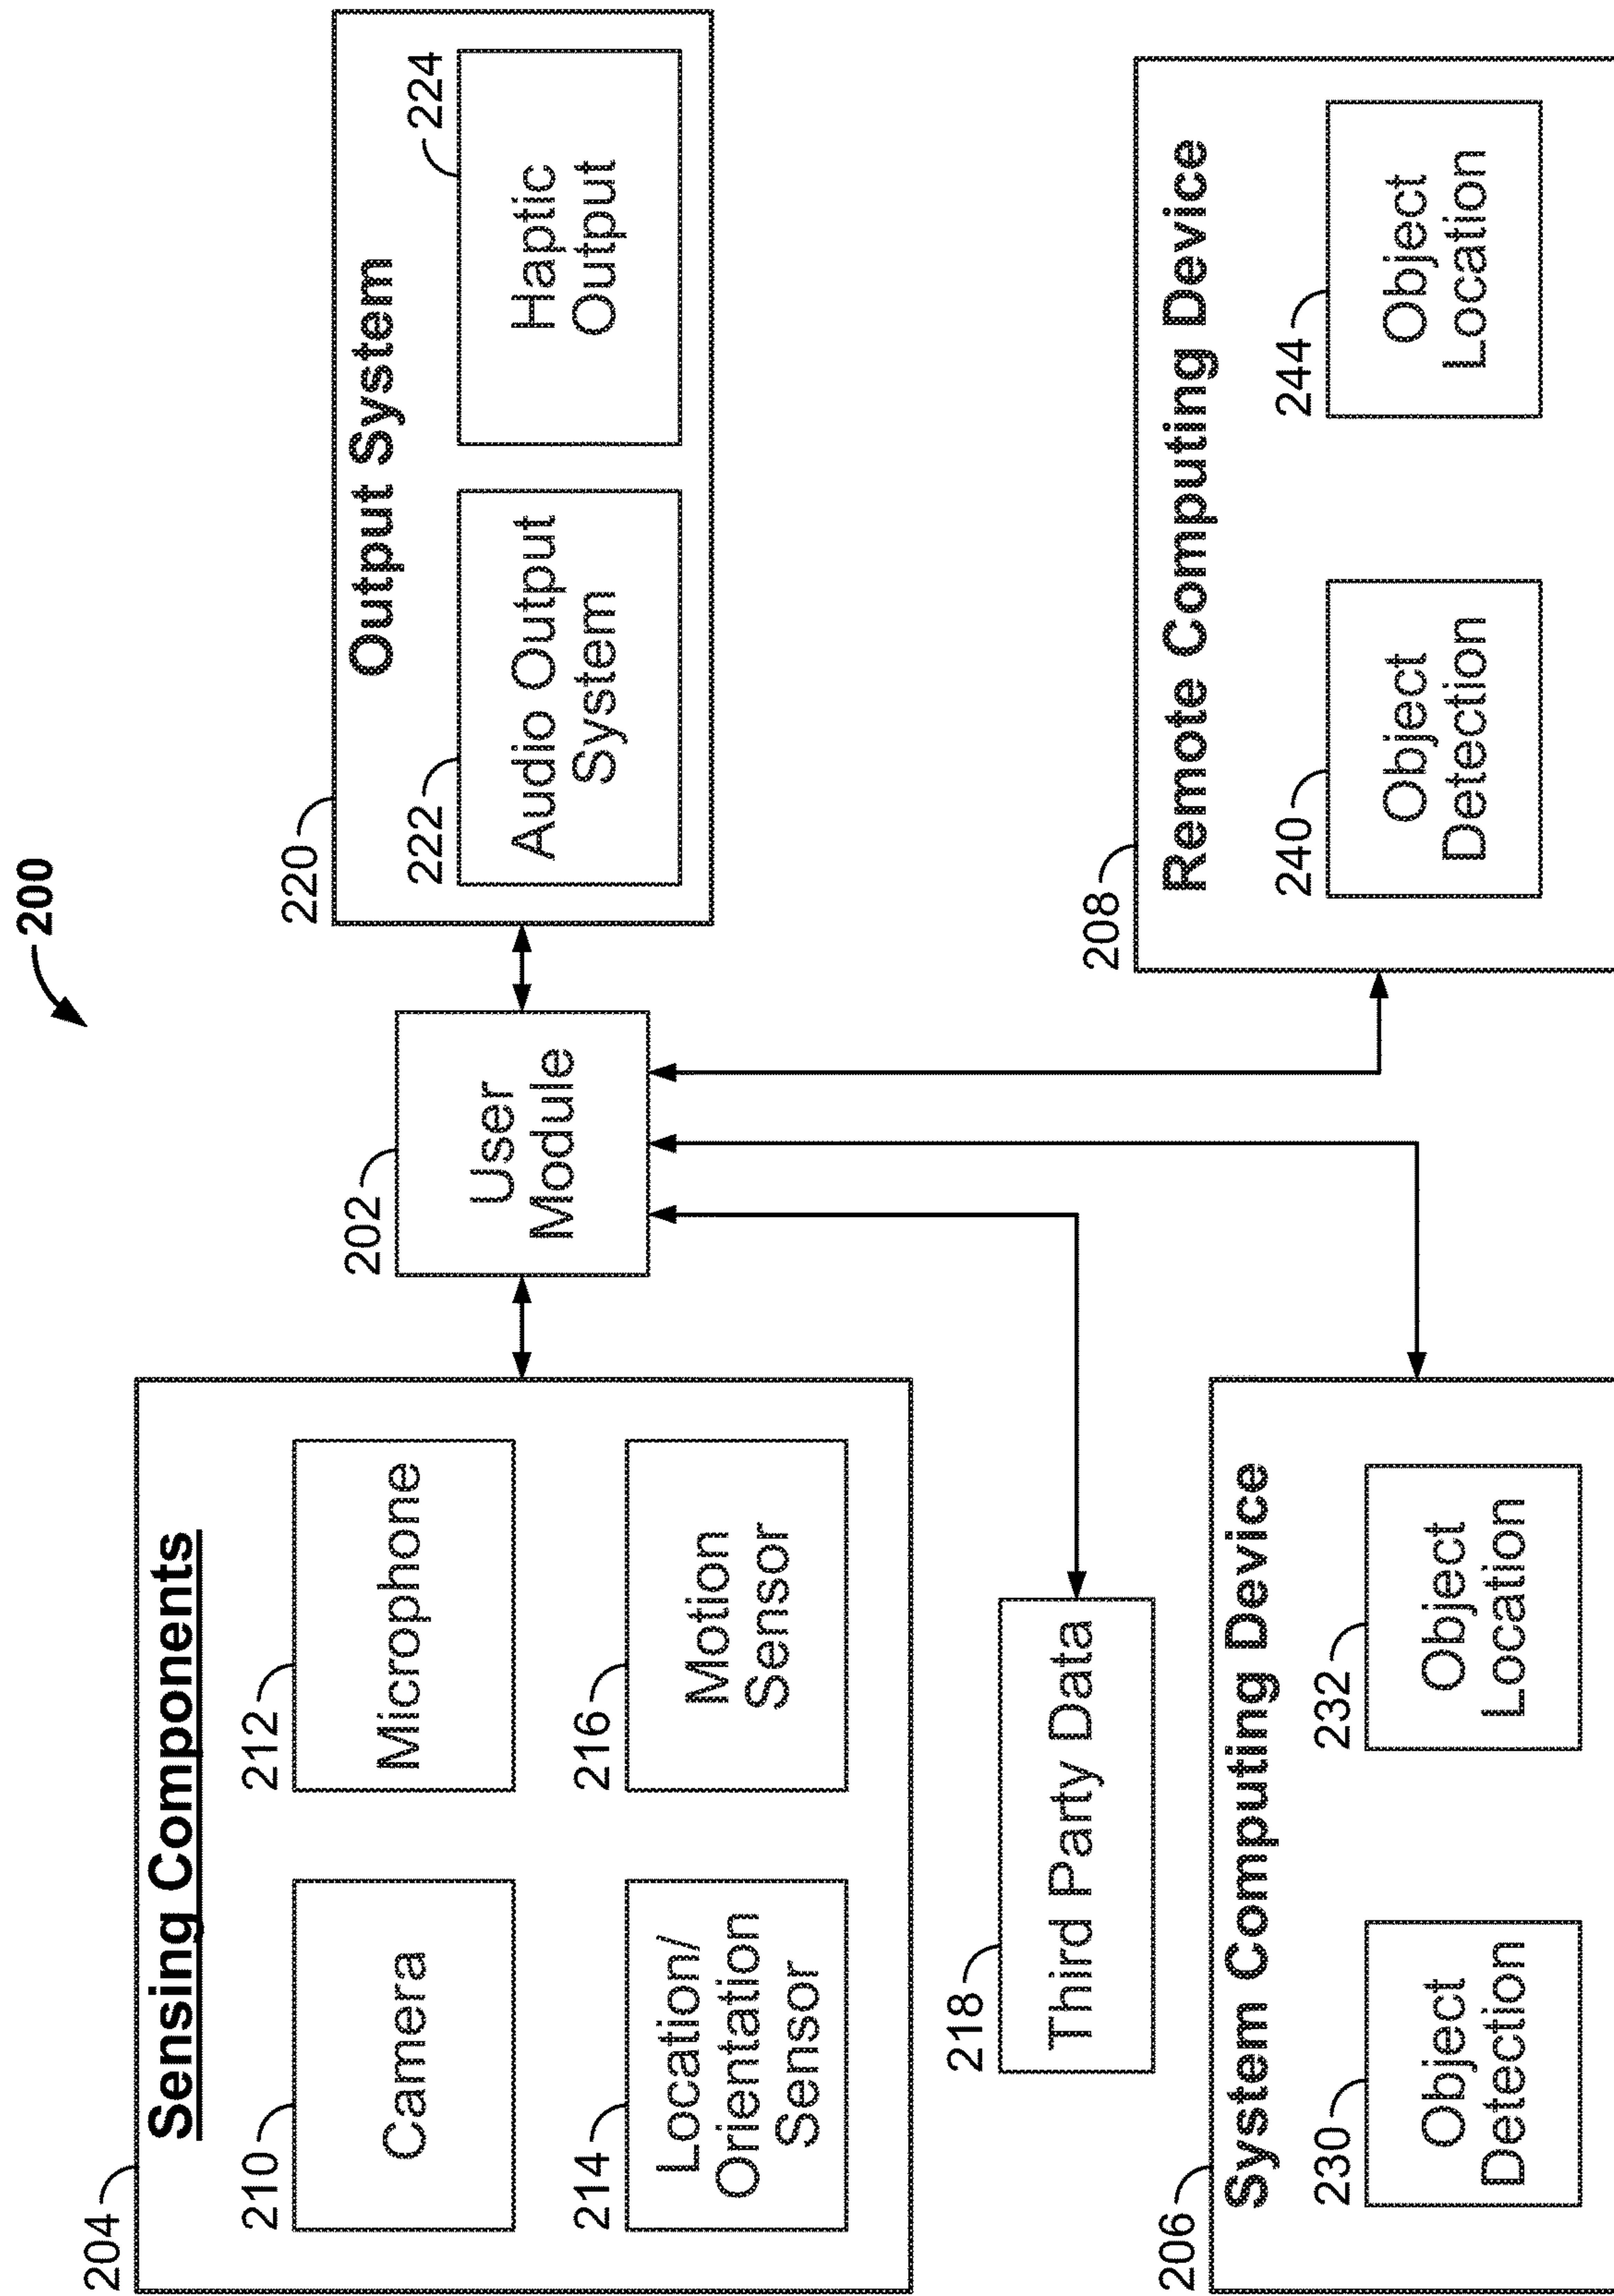 200
204
Sensing Components
210
Camera
212
Microphone
214
Location/
Orientation
Sensor
216
Motion
Sensor
202
User
Module
220
Output System
222
Audio Output
System
224
Haptic
Output
218
Third Party Data
206
System Computing Device
230
Object
Detection
232
Object
Location
208
Remote Computing Device
240
Object
Detection
244
Object
Location